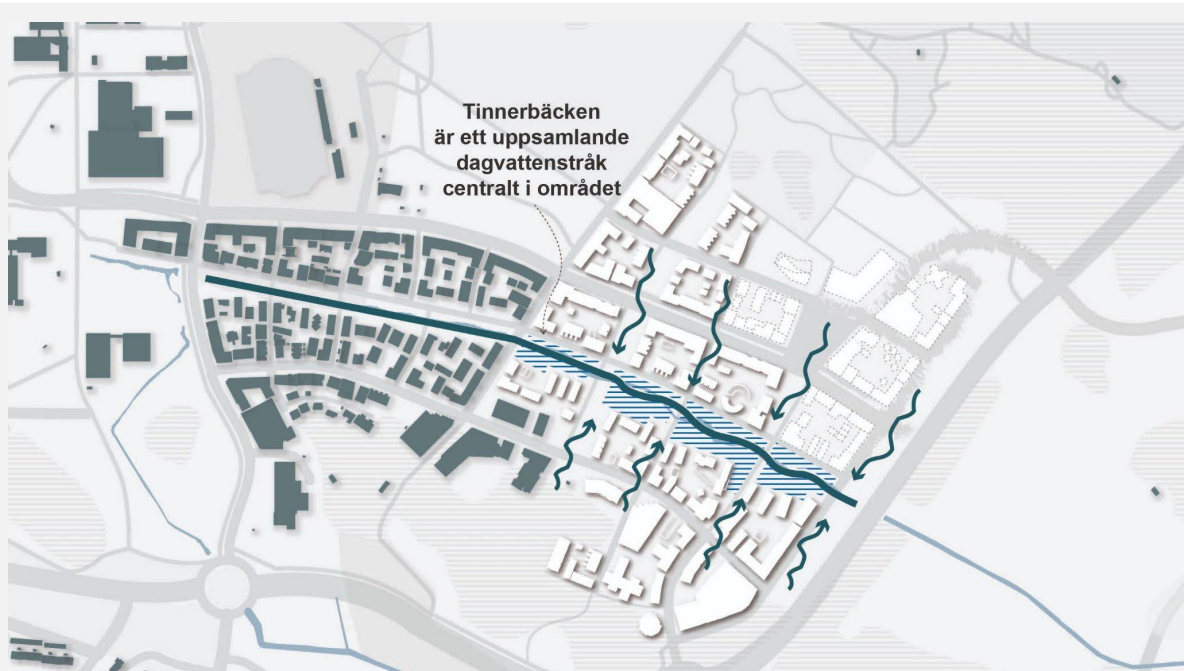 Tinnerbäcken
är ett uppsamlande
dagvattenstråk
centralt i området